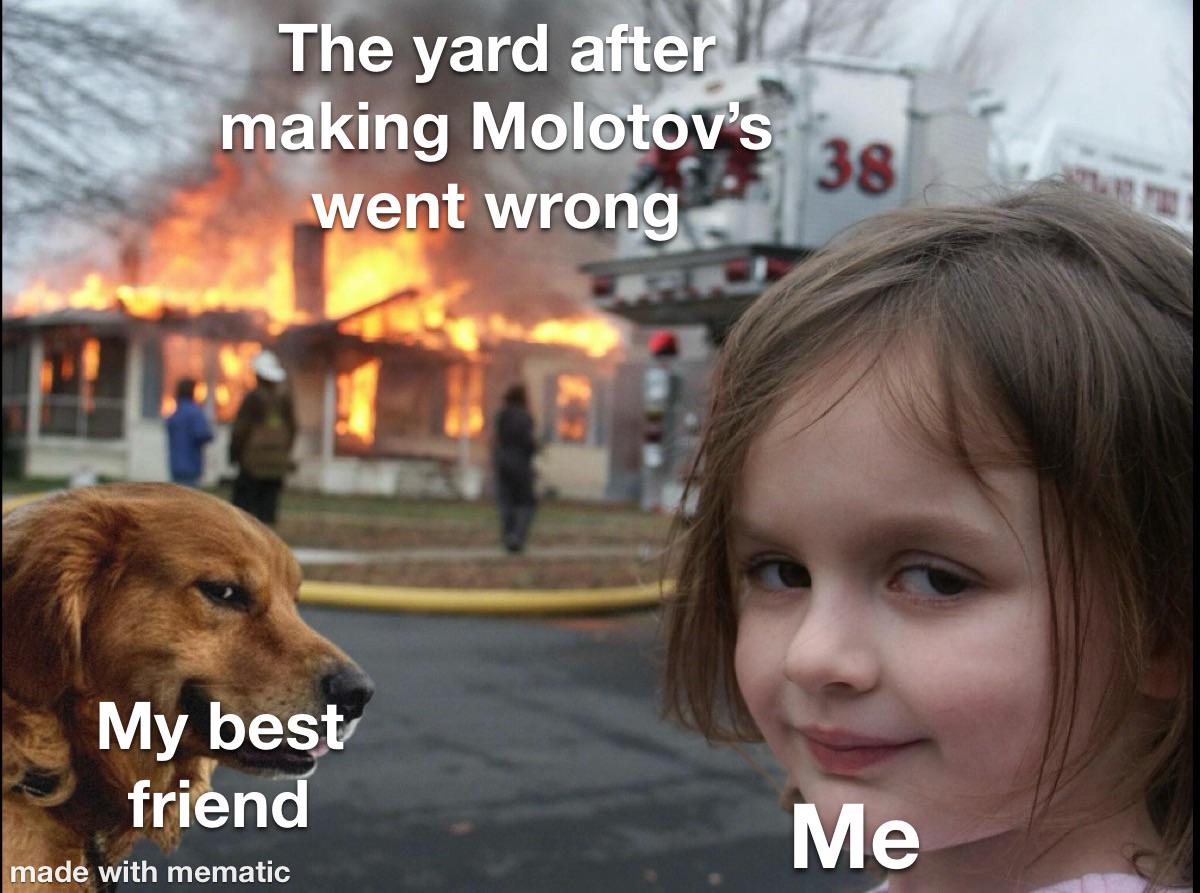 The yard after
making Molotov’s
went wrong
38
My best
friend
Me
made with mematic